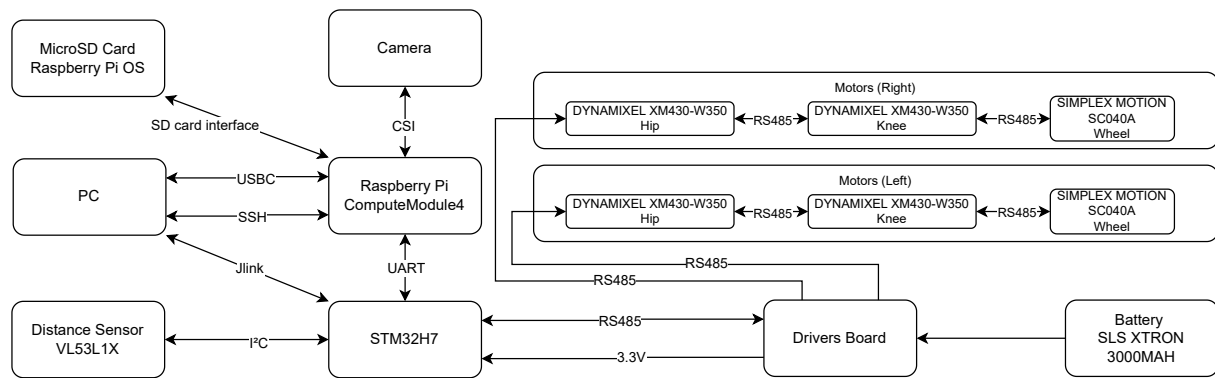 MicroSD Card
Raspberry Pi OS
Camera
SD card interface
CSI
PC
USBC
SSH
Raspberry Pi
ComputeModule4
Jlink
UART
Distance Sensor
VL53L1X
I²C
STM32H7
RS485
3.3V
Drivers Board
Battery
SLS XTRON
3000MAH
RS485
RS485
Motors (Right)
DYNAMIXEL XM430-W350
Hip
RS485
DYNAMIXEL XM430-W350
Knee
RS485
SIMPLEX MOTION
SC040A
Wheel
Motors (Left)
DYNAMIXEL XM430-W350
Hip
RS485
DYNAMIXEL XM430-W350
Knee
RS485
SIMPLEX MOTION
SC040A
Wheel